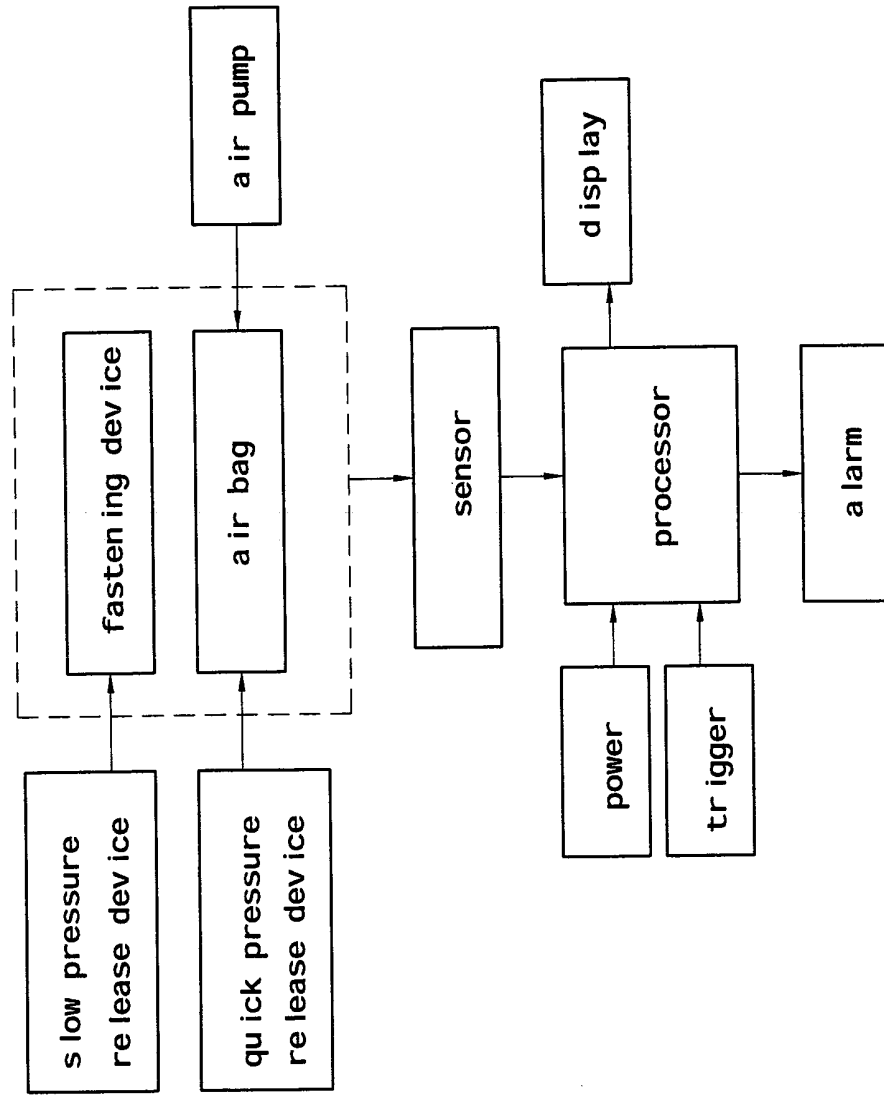 slow pressure
release device
quick pressure
release device
fastening device
air bag
air pump
sensor
power
trigger
processor
display
alarm